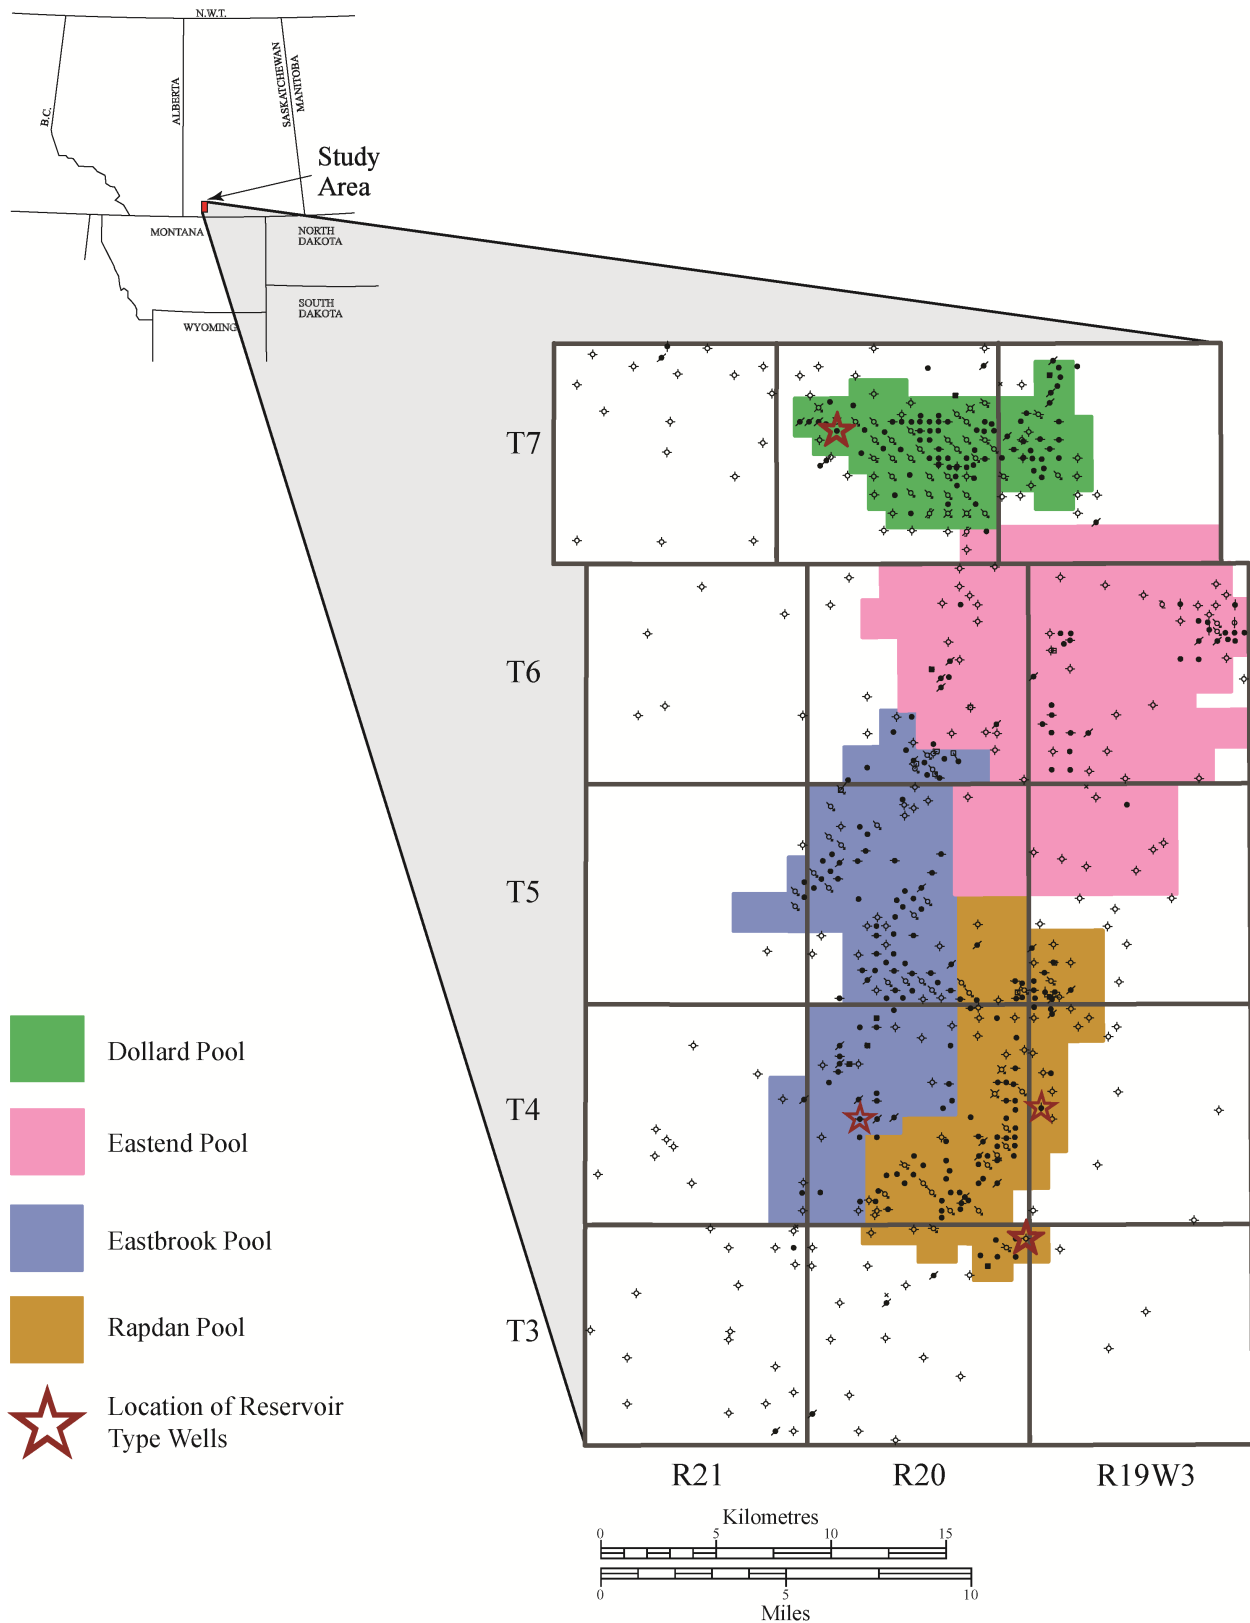 N.W.T.
B.C.
ALBERTA
SASKATCHEWAN
MANITOBA
Study
Area
MONTANA
NORTH
DAKOTA
SOUTH
DAKOTA
WYOMING
T7
T6
T5
T4
T3
Dollard Pool
Eastend Pool
Eastbrook Pool
Rapdan Pool
Location of Reservoir
Type Wells
R21 R20 R19W3
Kilometres
0 5 10 15
0 5 10
Miles